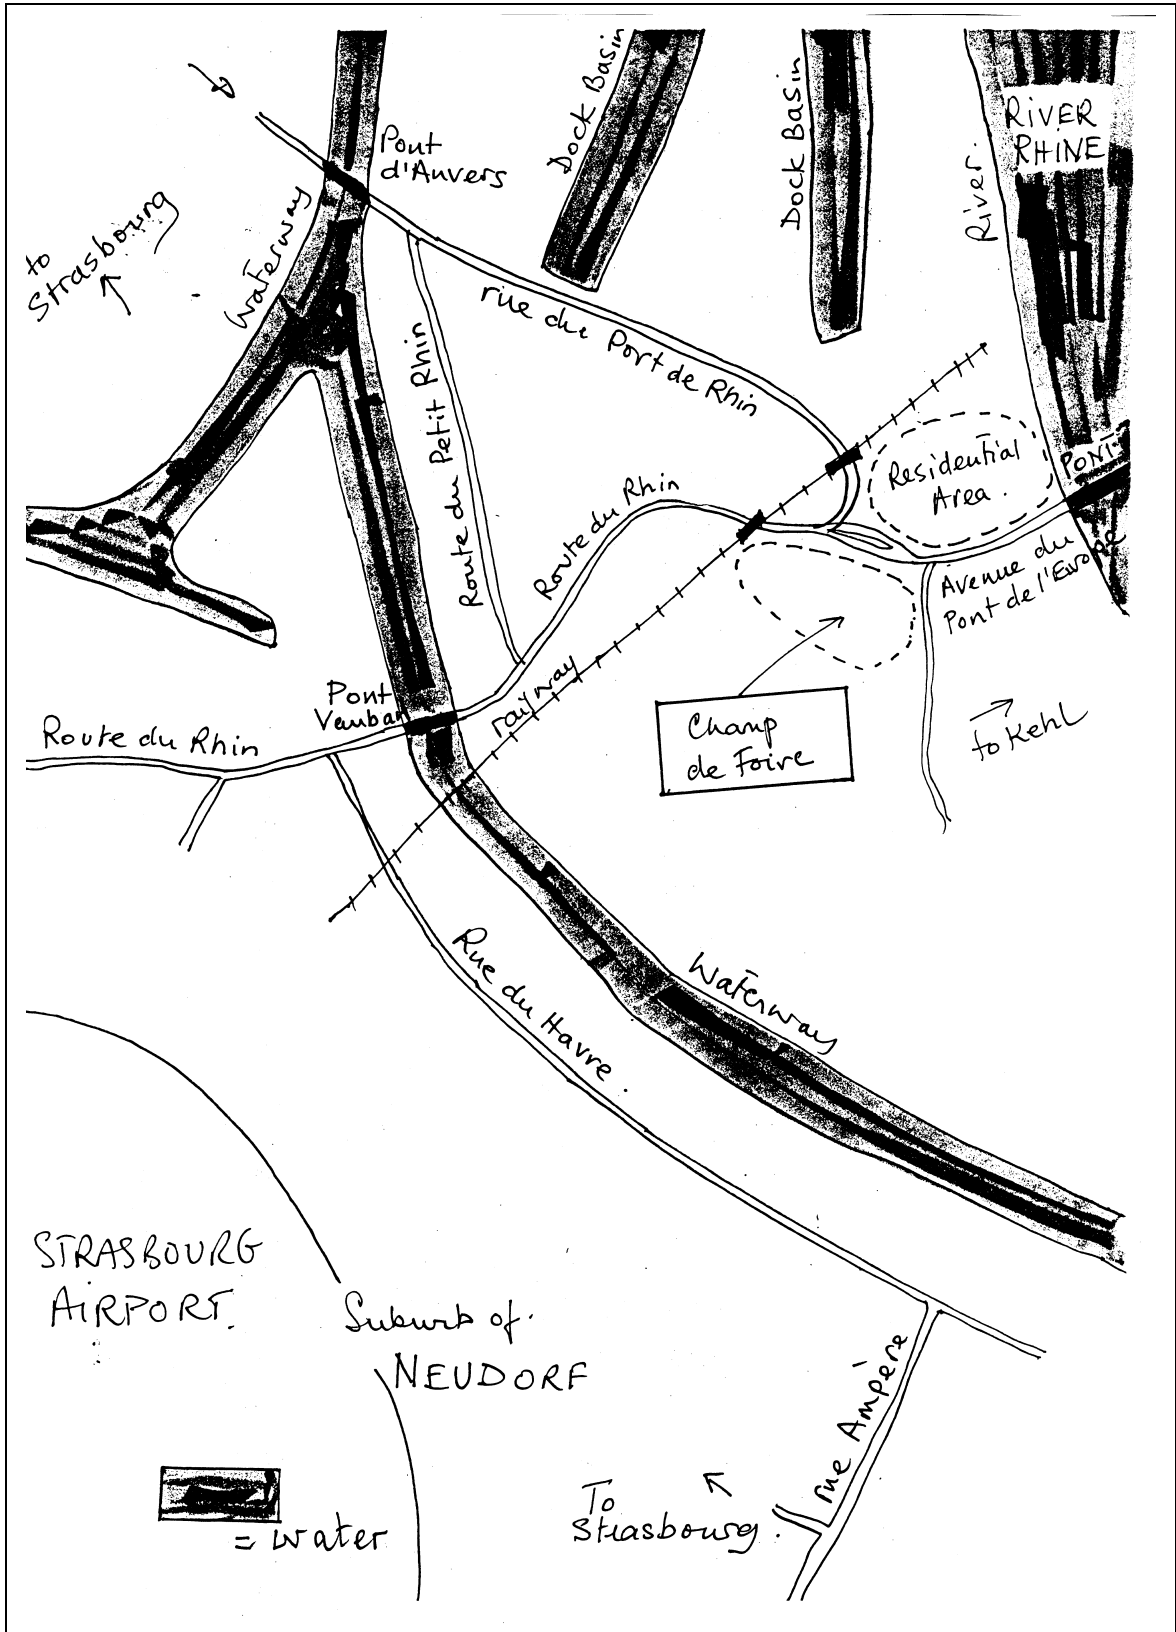 Dock Basin
Dock Basin
RIVER
RHINE
River.
Pont
d'Anvers
Waterway
to
Strasbourg
rue du Port de Rhin
Route du Petit Rhin
Route du Rhin
Residential
Area.
PONT
Avenue du
Pont de l'Europe
railway
Pont
Vauban
Route du Rhin
Champ
de Foire
to Kehl
Waterway
Rue du Havre.
STRASBOURG
AIRPORT.
Suburb of
NEUDORF
rue Ampère
To
Strasbourg.
= water